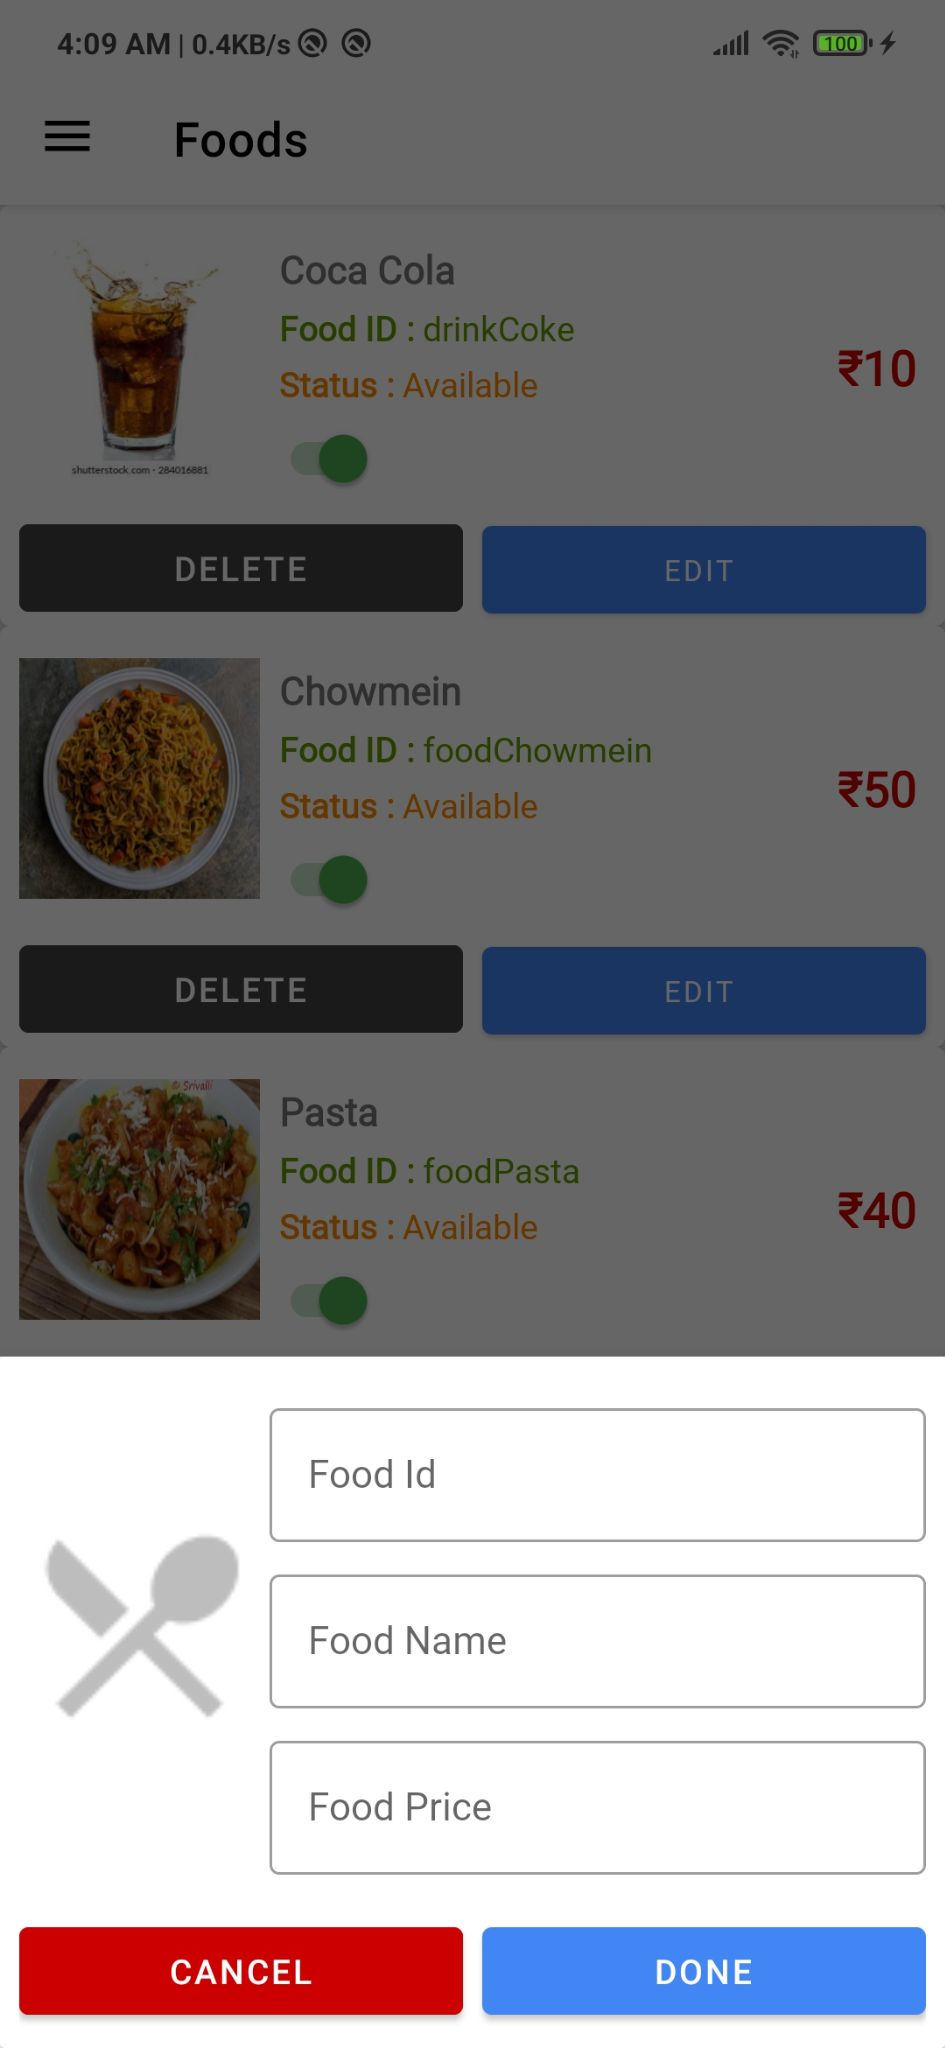 4:09 AM | 0.4KB/s
100
Foods
Coca Cola
Food ID : drinkCoke
Status : Available
₹10
shutterstock.com · 284016881
DELETE
EDIT
Chowmein
Food ID : foodChowmein
Status : Available
₹50
DELETE
EDIT
© Srivalli
Pasta
Food ID : foodPasta
Status : Available
₹40
Food Id
Food Name
Food Price
CANCEL
DONE